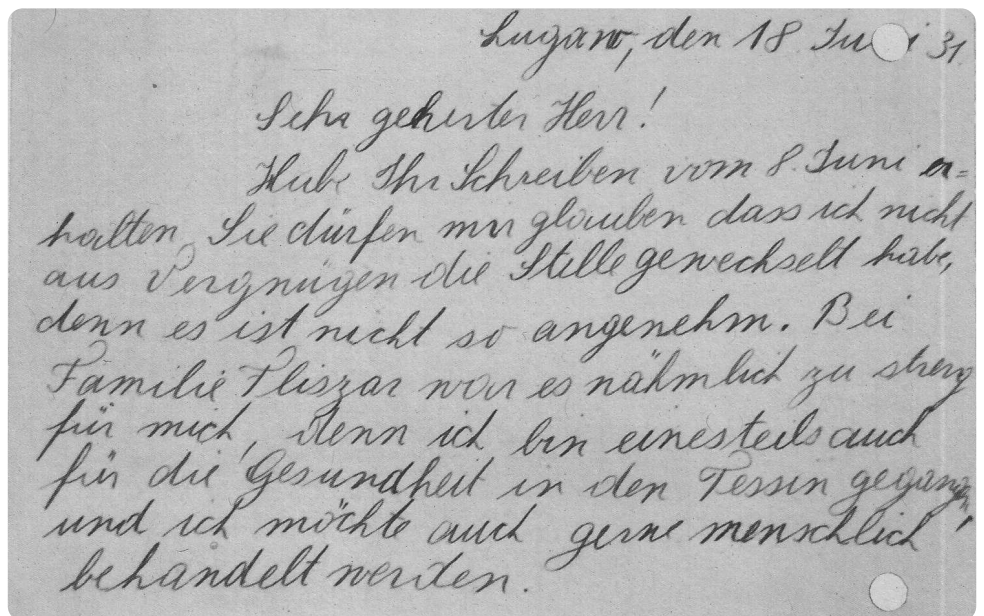 Lugano, den 18 Juni 31.
Sehr geehrter Herr!
Habe Ihr Schreiben vom 8. Juni er=
halten, Sie dürfen mir glauben dass ich nicht
aus Vergnügen die Stelle gewechselt habe,
denn es ist nicht so angenehm. Bei
Familie Fliszar war es nähmlich zu streng
für mich, denn ich bin einesteils auch
für die Gesundheit in den Tessin gegangen,
und ich möchte auch gerne menschlich
behandelt werden.